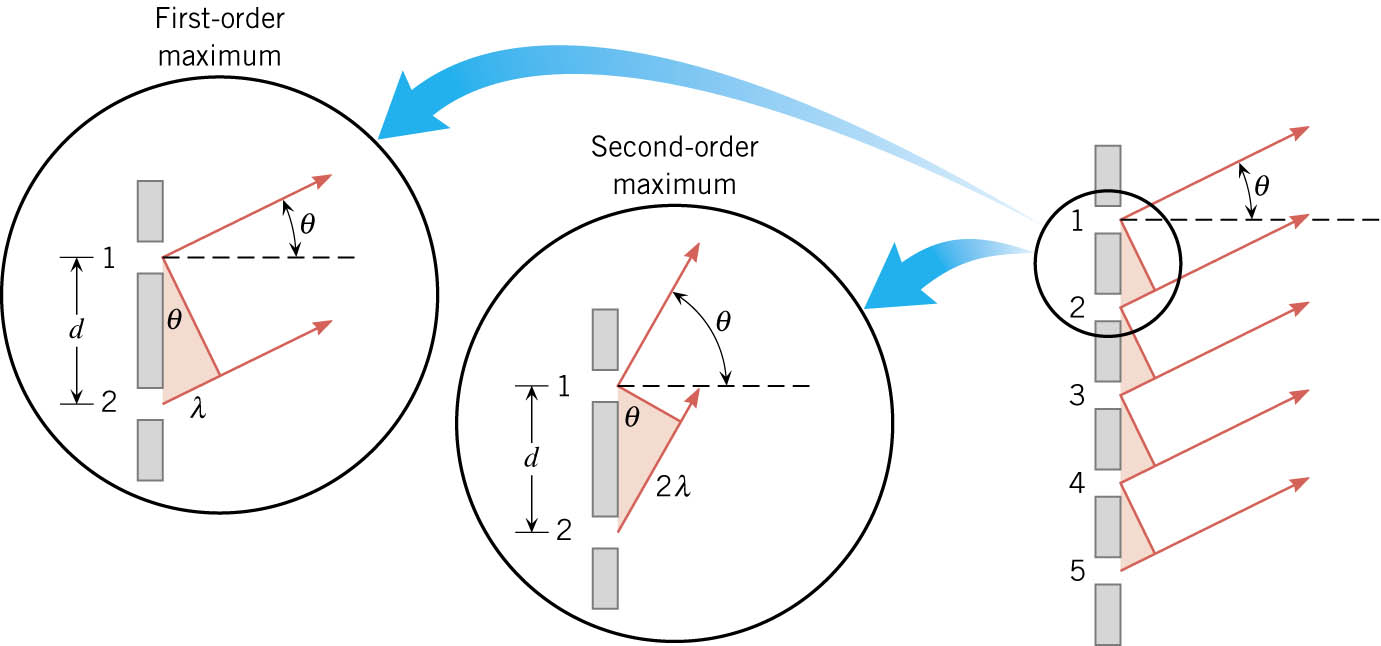 First-order
maximum
θ
1
θ
d
2
λ
Second-order
maximum
θ
1
θ
d
2λ
2
θ
1
2
3
4
5